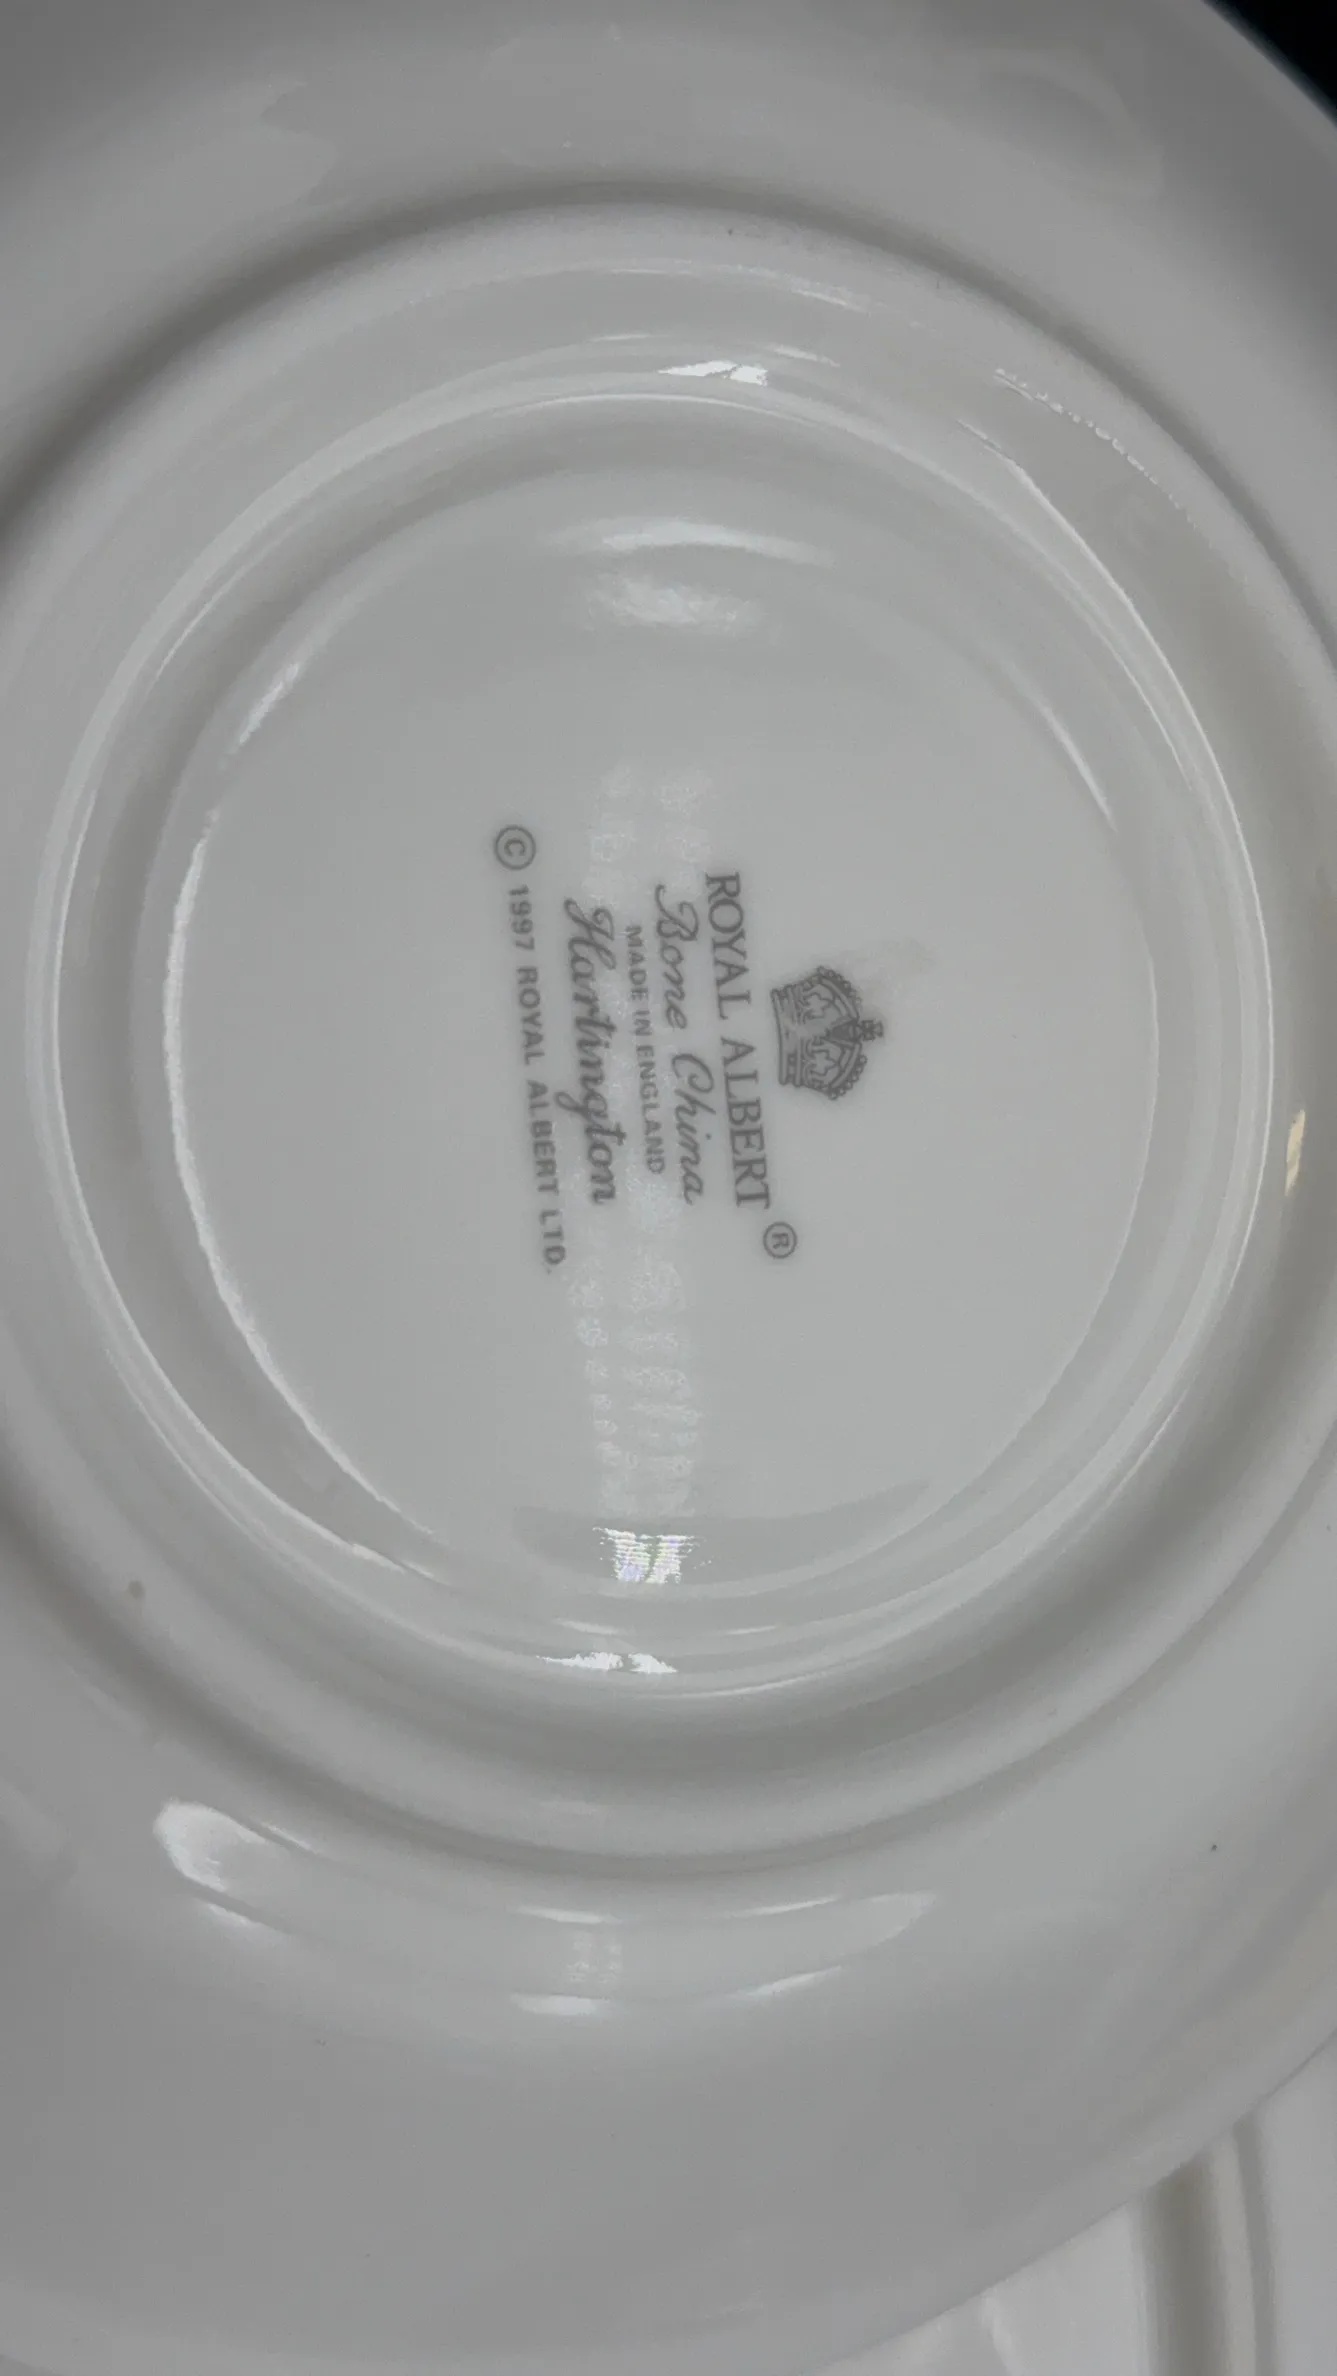 ROYAL ALBERT ®
Bone China
MADE IN ENGLAND
Hartington
© 1997 ROYAL ALBERT LTD.